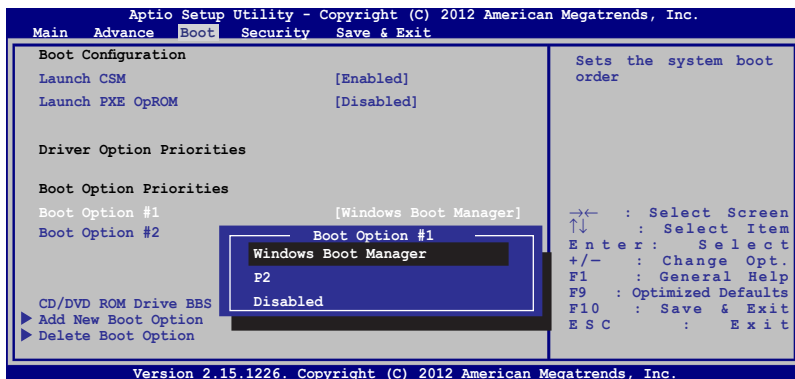 Aptio Setup Utility - Copyright (C) 2012 American Megatrends, Inc.
Main Advance Boot Security Save & Exit
Boot Configuration
Launch CSM [Enabled]
Launch PXE OpROM [Disabled]
Driver Option Priorities
Boot Option Priorities
Boot Option #1 [Windows Boot Manager]
Boot Option #2
CD/DVD ROM Drive BBS
Add New Boot Option
Delete Boot Option
Boot Option #1
Windows Boot Manager
P2
Disabled
Sets the system boot
order
→← : Select Screen
↑↓ : Select Item
Enter: Select
+/— : Change Opt.
F1 : General Help
F9 : Optimized Defaults
F10 : Save & Exit
ESC : Exit
Version 2.15.1226. Copyright (C) 2012 American Megatrends, Inc.